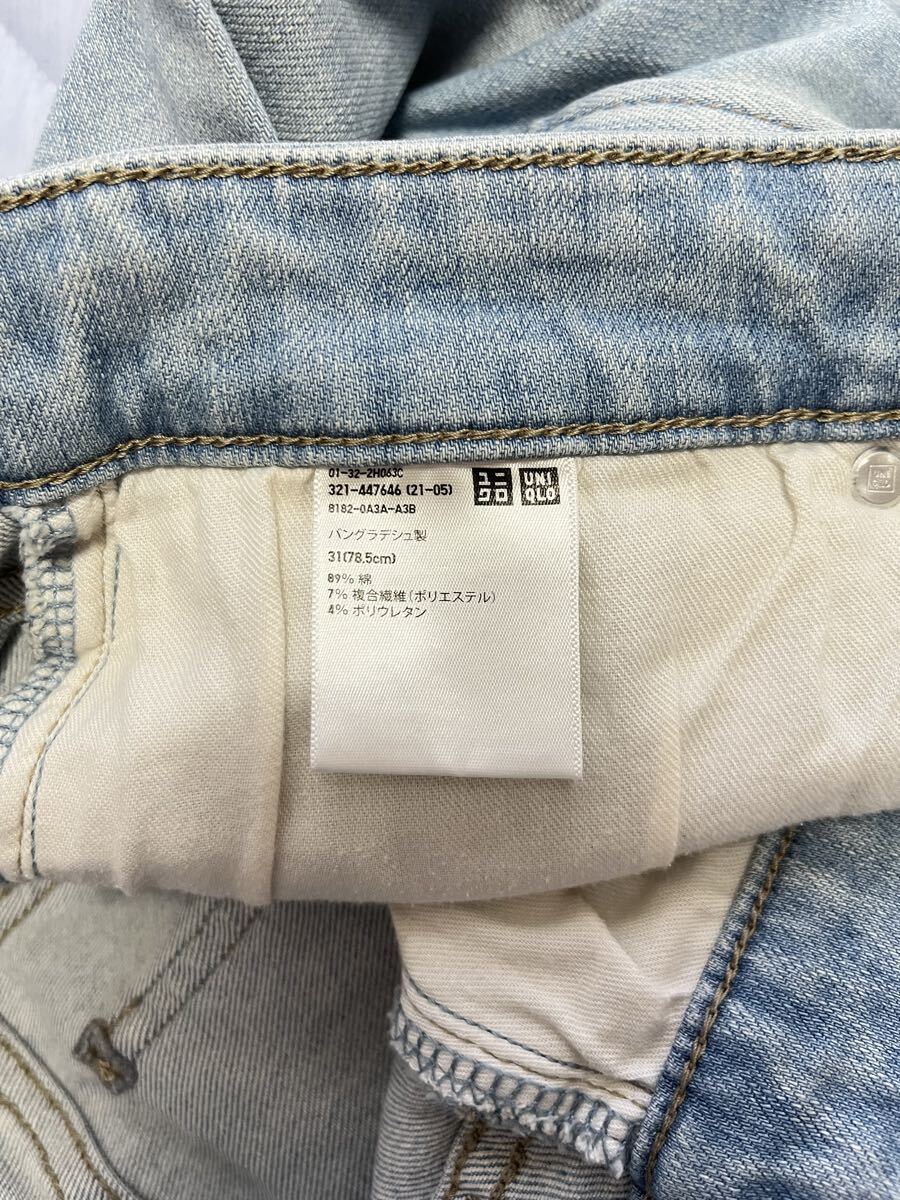 01-32-2H063C
321-447646 (21-05)
8182-0A3A-A3B
ユニクロ
UNIQLO
バングラデシュ製
31(78.5cm)
89% 綿
7% 複合繊維(ポリエステル)
4% ポリウレタン
UNIQLO